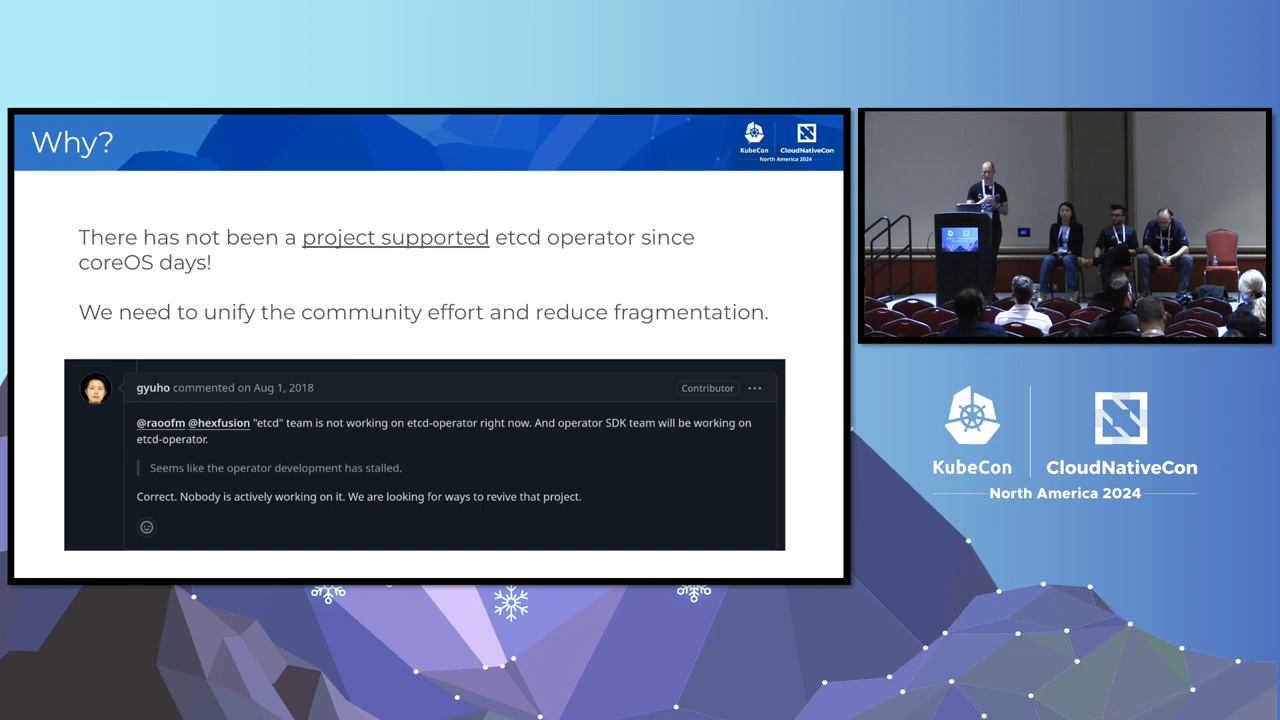 Why?
KubeCon
CloudNativeCon
North America 2024
There has not been a project supported etcd operator since
coreOS days!
We need to unify the community effort and reduce fragmentation.
gyuho commented on Aug 1, 2018
Contributor
@raoofm @hexfusion "etcd" team is not working on etcd-operator right now. And operator SDK team will be working on
etcd-operator.
Seems like the operator development has stalled.
Correct. Nobody is actively working on it. We are looking for ways to revive that project.
KubeCon
CloudNativeCon
North America 2024